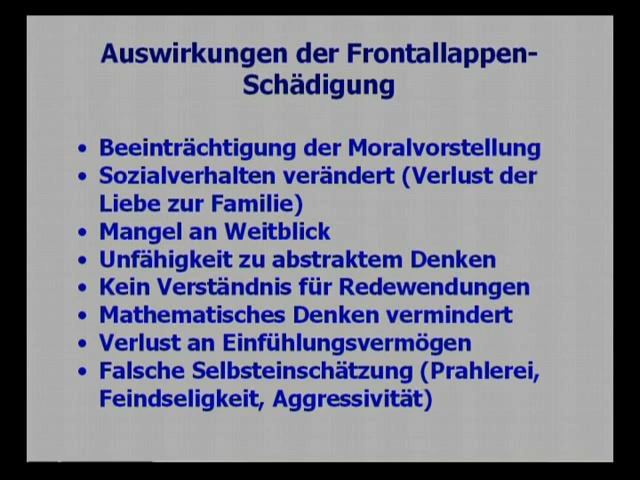 Auswirkungen der Frontallappen-
Schädigung
• Beeinträchtigung der Moralvorstellung
• Sozialverhalten verändert (Verlust der
Liebe zur Familie)
• Mangel an Weitblick
• Unfähigkeit zu abstraktem Denken
• Kein Verständnis für Redewendungen
• Mathematisches Denken vermindert
• Verlust an Einfühlungsvermögen
• Falsche Selbsteinschätzung (Prahlerei,
Feindseligkeit, Aggressivität)